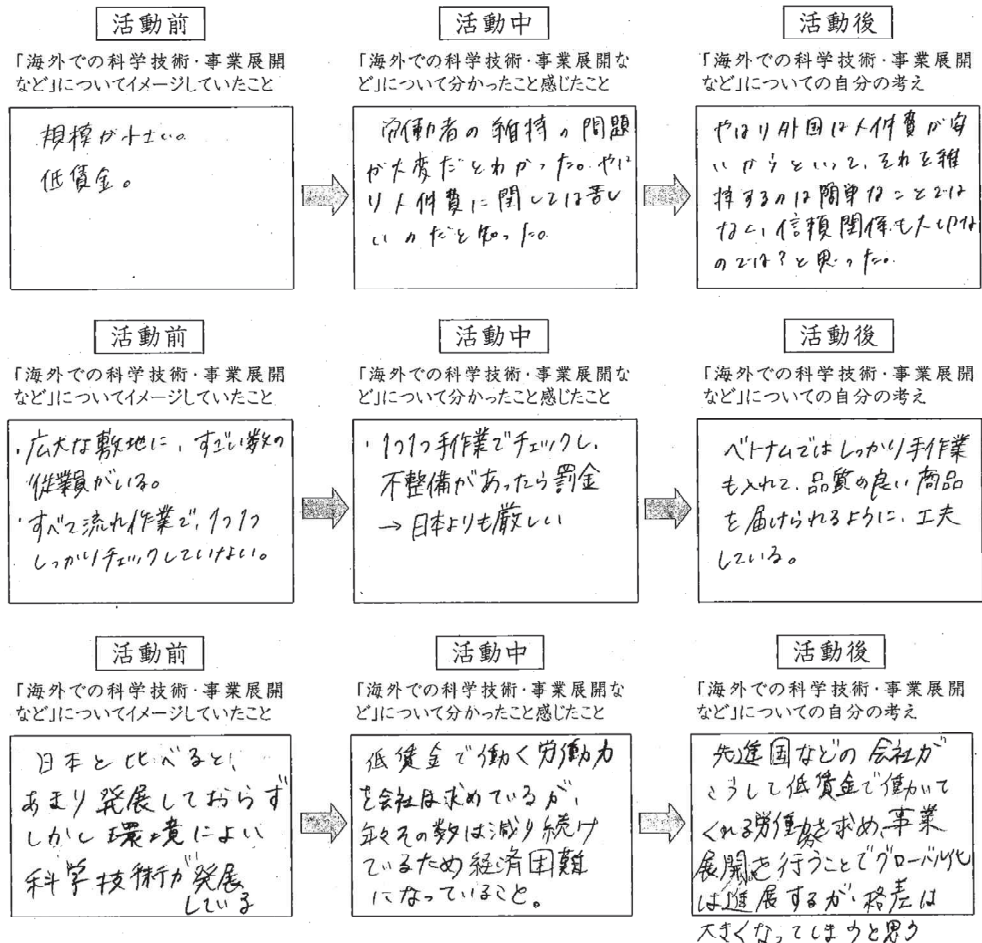 活動前
「海外での科学技術・事業展開
など」についてイメージしていたこと
規模が小さい。
低賃金。
活動中
「海外での科学技術・事業展開な
ど」について分かったこと感じたこと
労働者の維持の問題
が大変だとわかった。やは
り人件費に関しては苦し
いのだと知った。
活動後
「海外での科学技術・事業展開
など」についての自分の考え
やはり外国は人件費が安
いからといって、それを維
持するのは簡単なことでは
なく、信頼関係も大切な
のでは?と思った。
活動前
「海外での科学技術・事業展開
など」についてイメージしていたこと
・広大な敷地に、すごい数の
従業員がいる。
・すべて流れ作業で、1つ1つ
しっかりチェックしていない。
活動中
「海外での科学技術・事業展開な
ど」について分かったこと感じたこと
・1つ1つ手作業でチェックし、
不整備があったら罰金
→ 日本よりも厳しい
活動後
「海外での科学技術・事業展開
など」についての自分の考え
ベトナムではしっかり手作業
も入れて、品質の良い商品
を届けられるように、工夫
している。
活動前
「海外での科学技術・事業展開
など」についてイメージしていたこと
日本と比べると、
あまり発展しておらず
しかし環境によい
科学技術が発展
している
活動中
「海外での科学技術・事業展開な
ど」について分かったこと感じたこと
低賃金で働く労働力
を会社は求めているが、
年々その数は減り続け
ているため経済困難
になっていること。
活動後
「海外での科学技術・事業展開
など」についての自分の考え
先進国などの会社が
こうして低賃金で働いて
くれる労働力を求め、事業
展開を行うことでグローバル化
は進展するが、格差は
大きくなってしまうと思う